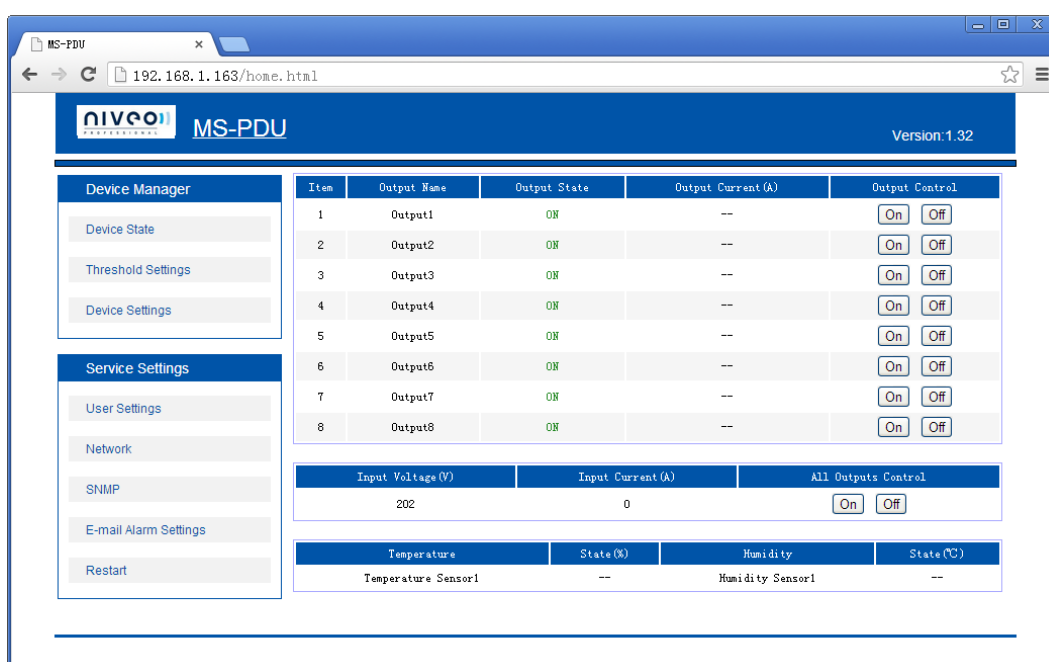 MS-PDU
192.168.1.163/home.html
niveo
PROFESSIONAL
MS-PDU
Version:1.32
Device Manager
Device State
Threshold Settings
Device Settings
Service Settings
User Settings
Network
SNMP
E-mail Alarm Settings
Restart
Item Output Name Output State Output Current(A) Output Control
1 Output1 ON -- On Off
2 Output2 ON -- On Off
3 Output3 ON -- On Off
4 Output4 ON -- On Off
5 Output5 ON -- On Off
6 Output6 ON -- On Off
7 Output7 ON -- On Off
8 Output8 ON -- On Off
Input Voltage(V) Input Current(A) All Outputs Control
202 0 On Off
Temperature State(%) Humidity State(℃)
Temperature Sensor1 -- Humidity Sensor1 --